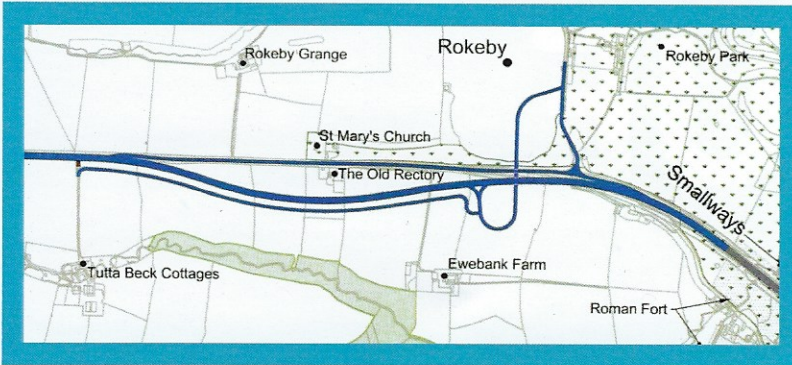 Rokeby
Rokeby Grange
Rokeby Park
St Mary's Church
The Old Rectory
Smallways
Tutta Beck Cottages
Ewebank Farm
Roman Fort